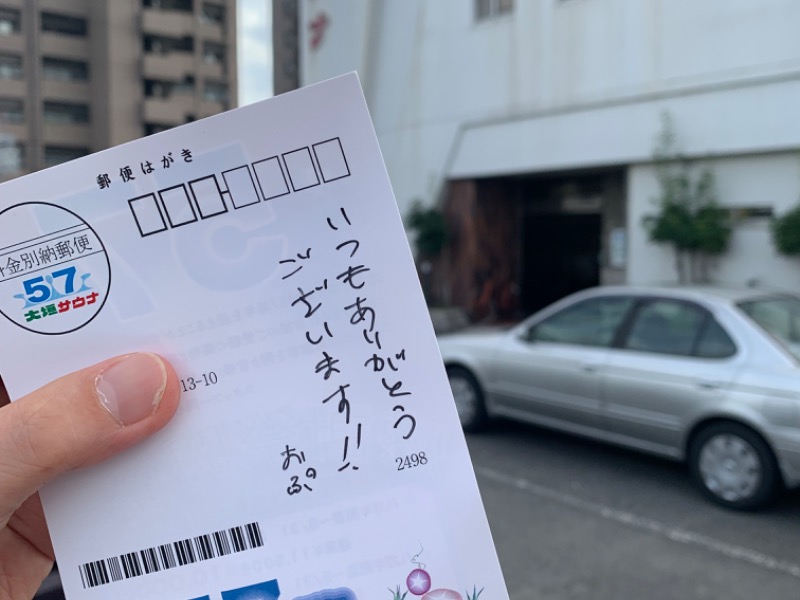 郵便はがき
料金別納郵便
57
大垣サウナ
いつもありがとう
ございます!!
おぷ
13-10
2498